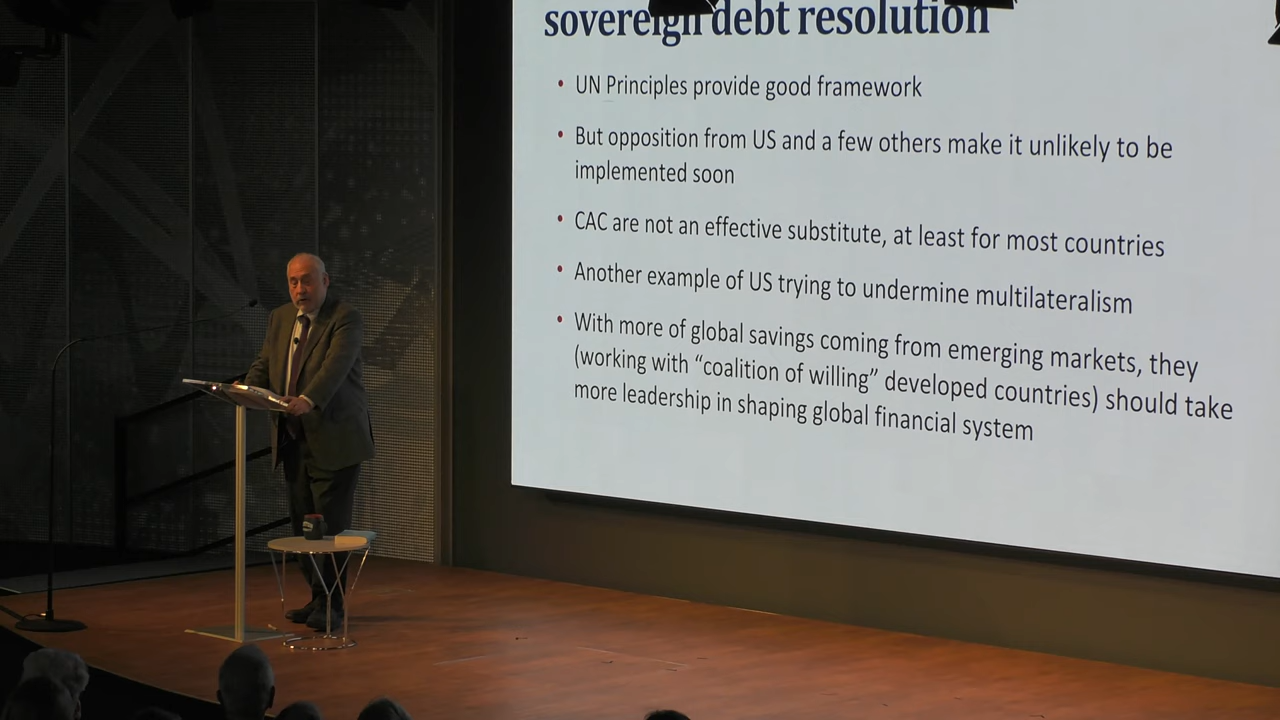 sovereign debt resolution
• UN Principles provide good framework
• But opposition from US and a few others make it unlikely to be
implemented soon
• CAC are not an effective substitute, at least for most countries
• Another example of US trying to undermine multilateralism
• With more of global savings coming from emerging markets, they
(working with “coalition of willing” developed countries) should take
more leadership in shaping global financial system